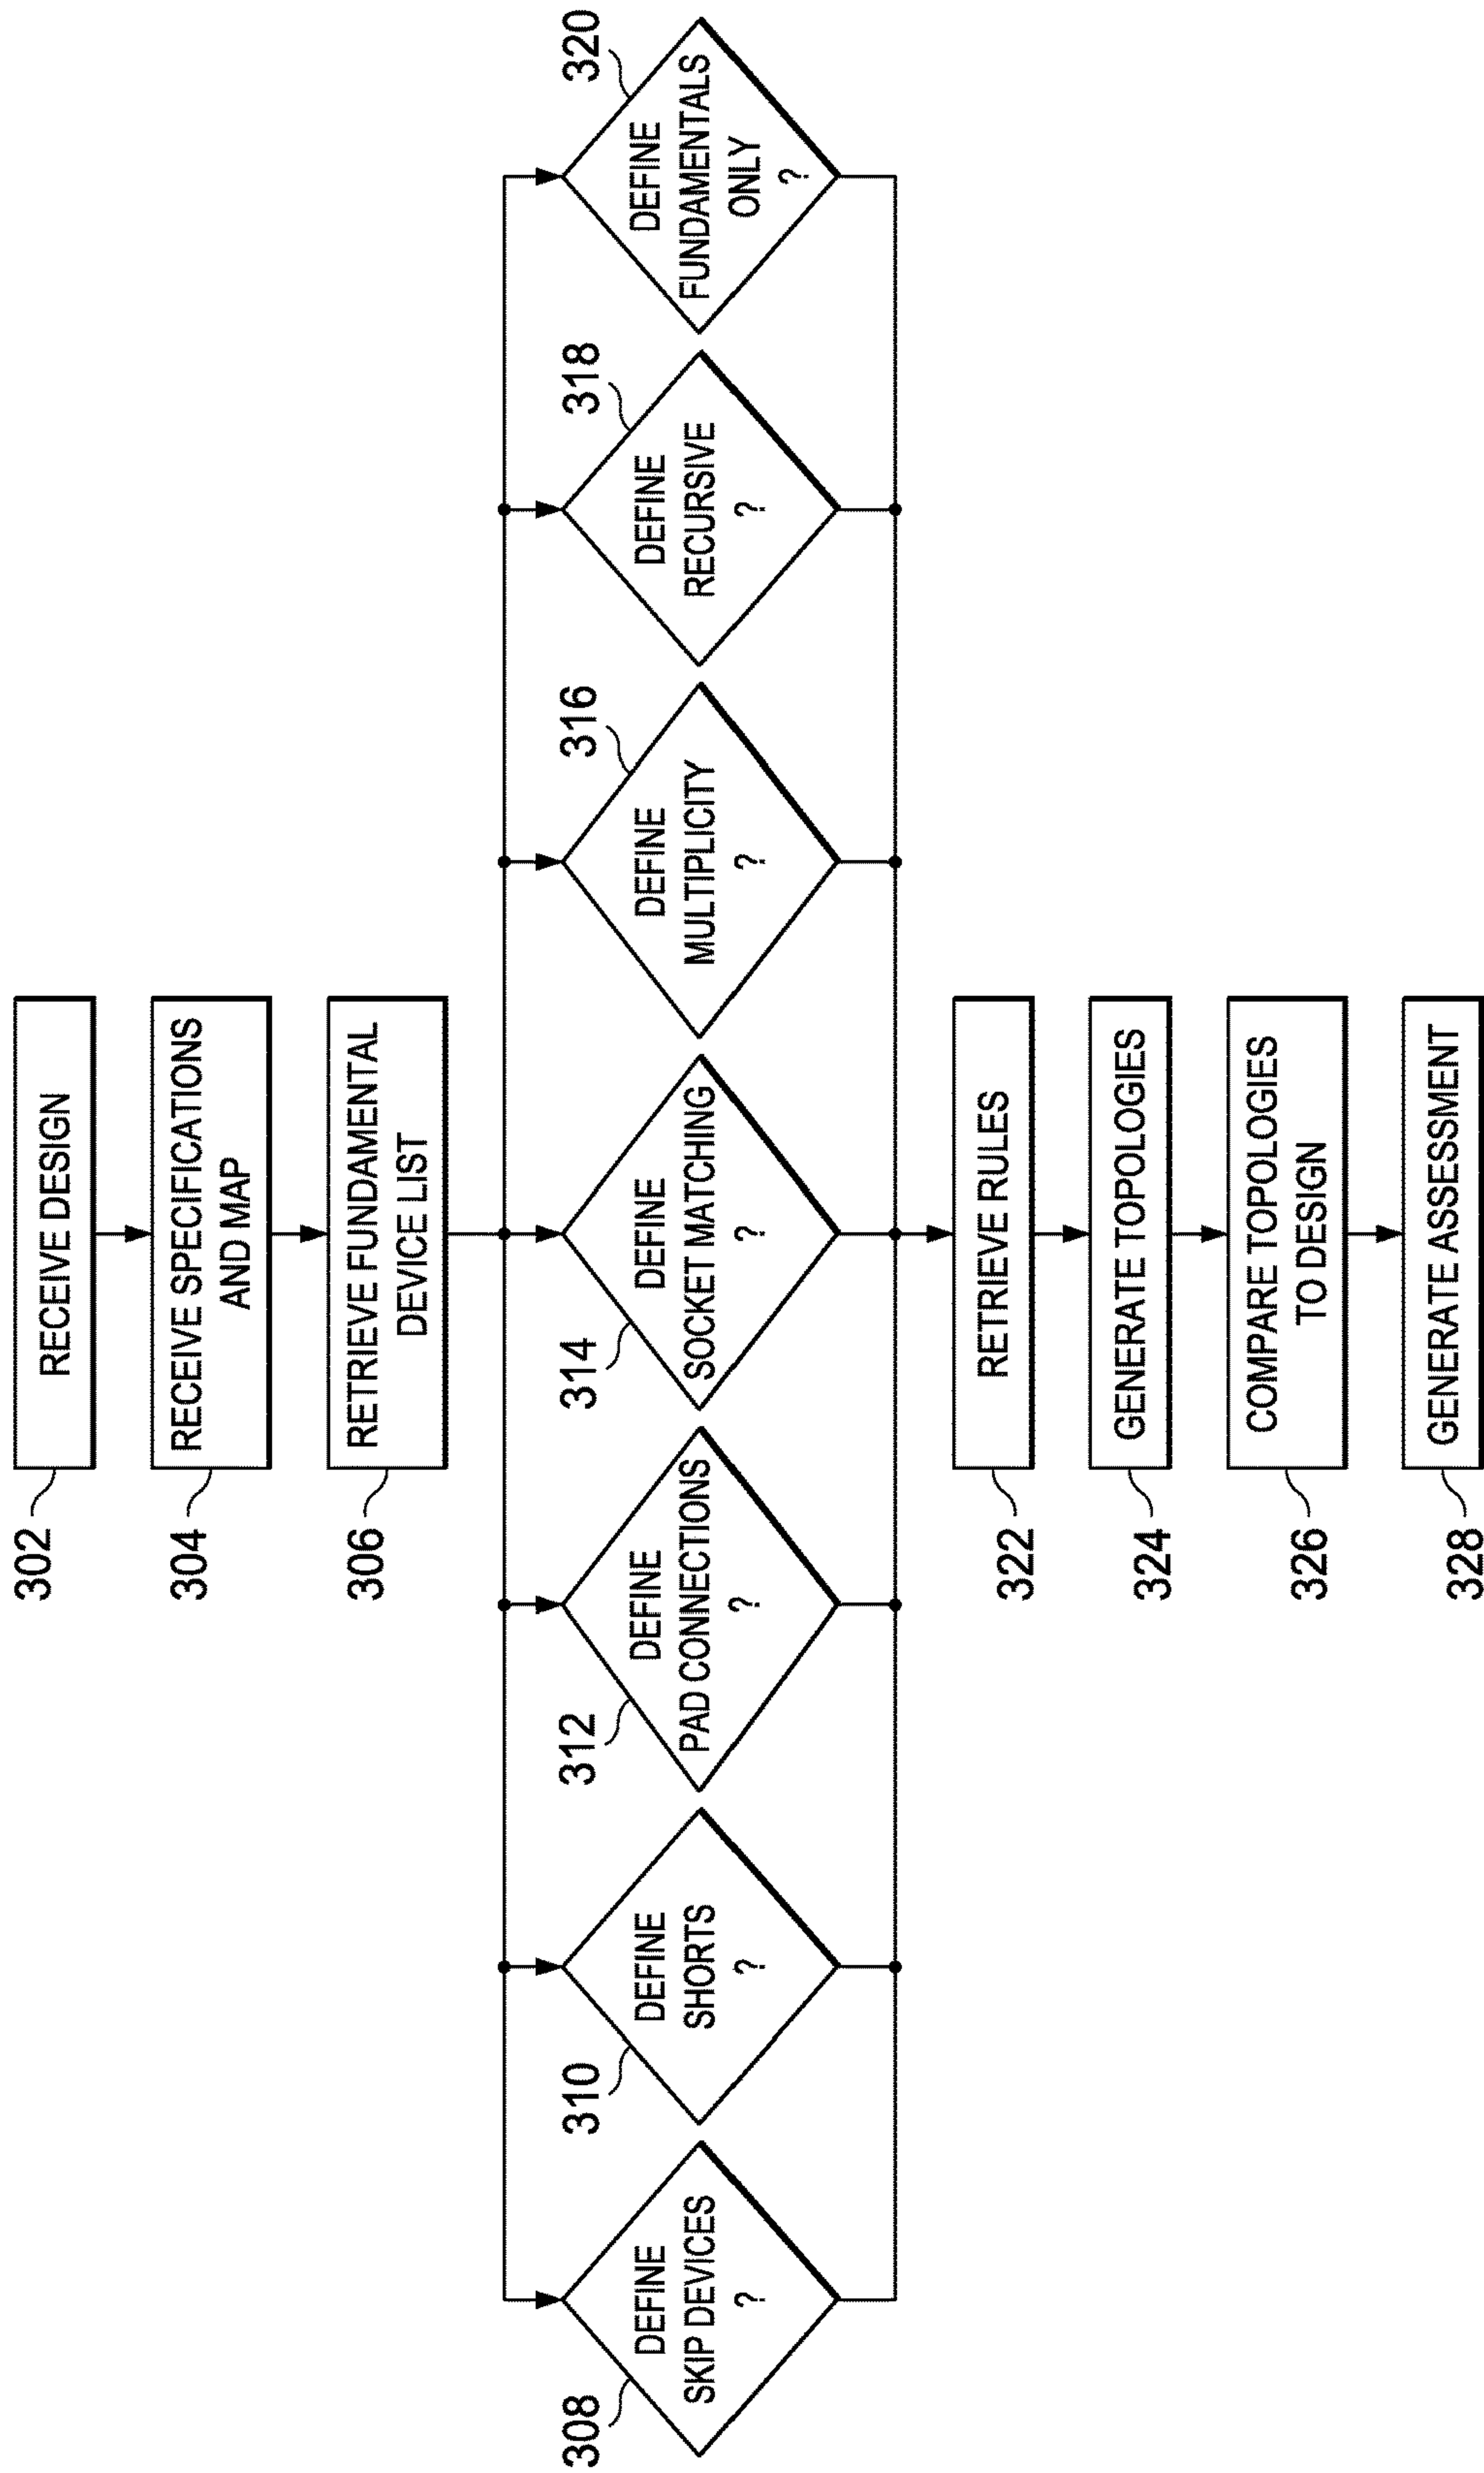 302
RECEIVE DESIGN
304
RECEIVE SPECIFICATIONS
AND MAP
306
RETRIEVE FUNDAMENTAL
DEVICE LIST
308
DEFINE
SKIP DEVICES
?
310
DEFINE
SHORTS
?
312
DEFINE
PAD CONNECTIONS
?
314
DEFINE
SOCKET MATCHING
?
316
DEFINE
MULTIPLICITY
?
318
DEFINE
RECURSIVE
?
320
DEFINE
FUNDAMENTALS
ONLY
?
322
RETRIEVE RULES
324
GENERATE TOPOLOGIES
326
COMPARE TOPOLOGIES
TO DESIGN
328
GENERATE ASSESSMENT